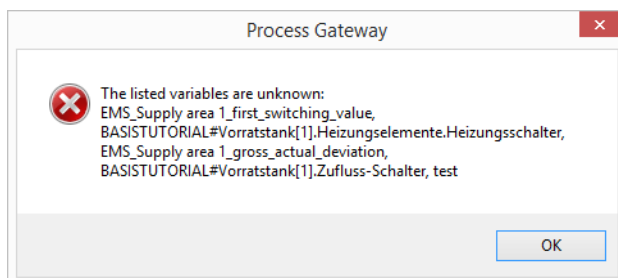 Process Gateway
The listed variables are unknown:
EMS_Supply area 1_first_switching_value,
BASISTUTORIAL#Vorratstank[1].Heizungselemente.Heizungsschalter,
EMS_Supply area 1_gross_actual_deviation,
BASISTUTORIAL#Vorratstank[1].Zufluss-Schalter, test
OK